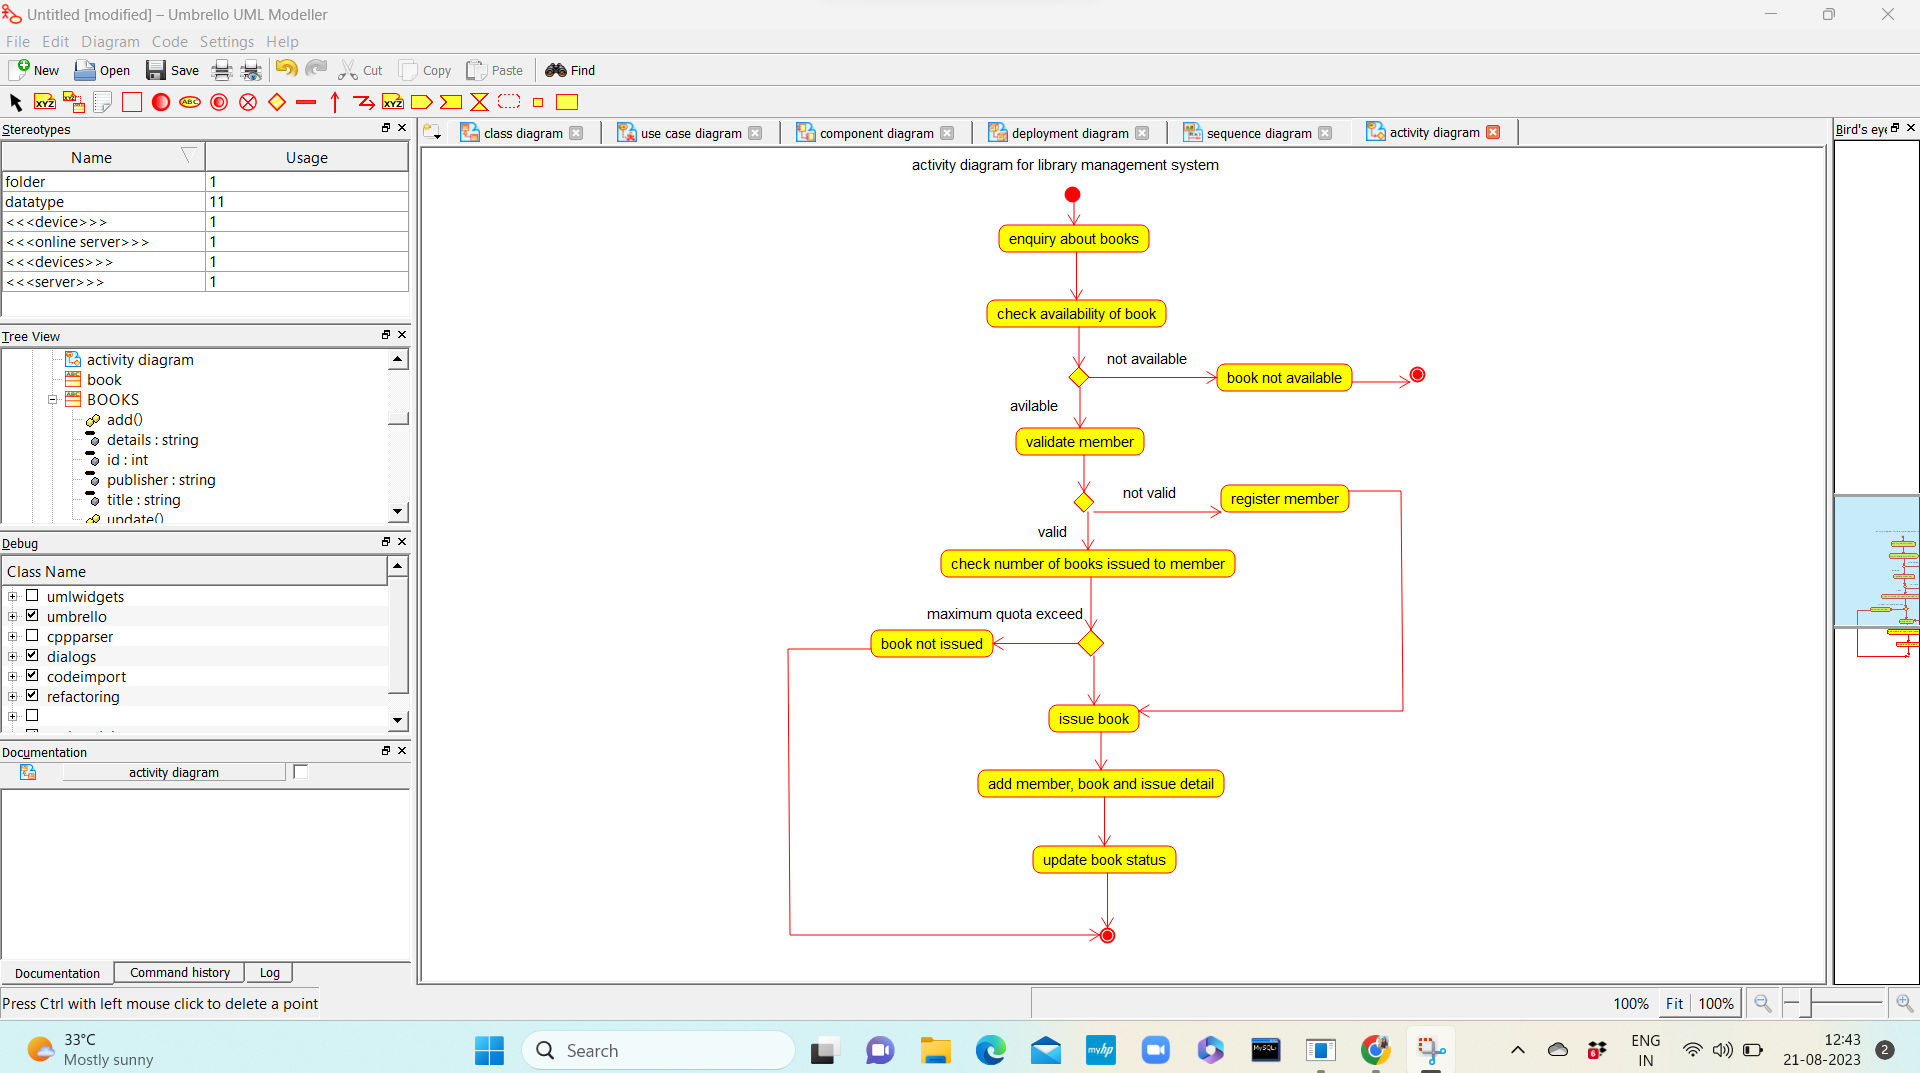 Untitled [modified] – Umbrello UML Modeller
File Edit Diagram Code Settings Help
New Open Save Cut Copy Paste Find
XYZ XYZ ABC XYZ
Stereotypes
Name Usage
folder 1
datatype 11
<<<device>>> 1
<<<online server>>> 1
<<<devices>>> 1
<<<server>>> 1
Tree View
activity diagram
book
BOOKS
add()
details : string
id : int
publisher : string
title : string
update()
Debug
Class Name
umlwidgets
umbrello
cppparser
dialogs
codeimport
refactoring
Documentation
activity diagram
Documentation Command history Log
Press Ctrl with left mouse click to delete a point
class diagram use case diagram component diagram deployment diagram sequence diagram activity diagram
activity diagram for library management system
enquiry about books
check availability of book
not available
book not available
avilable
validate member
not valid
register member
valid
check number of books issued to member
maximum quota exceed
book not issued
issue book
add member, book and issue detail
update book status
Bird's eye
100% Fit 100%
33°C
Mostly sunny
Search
myhp
MySQL
6
ENG
IN
12:43
21-08-2023
2